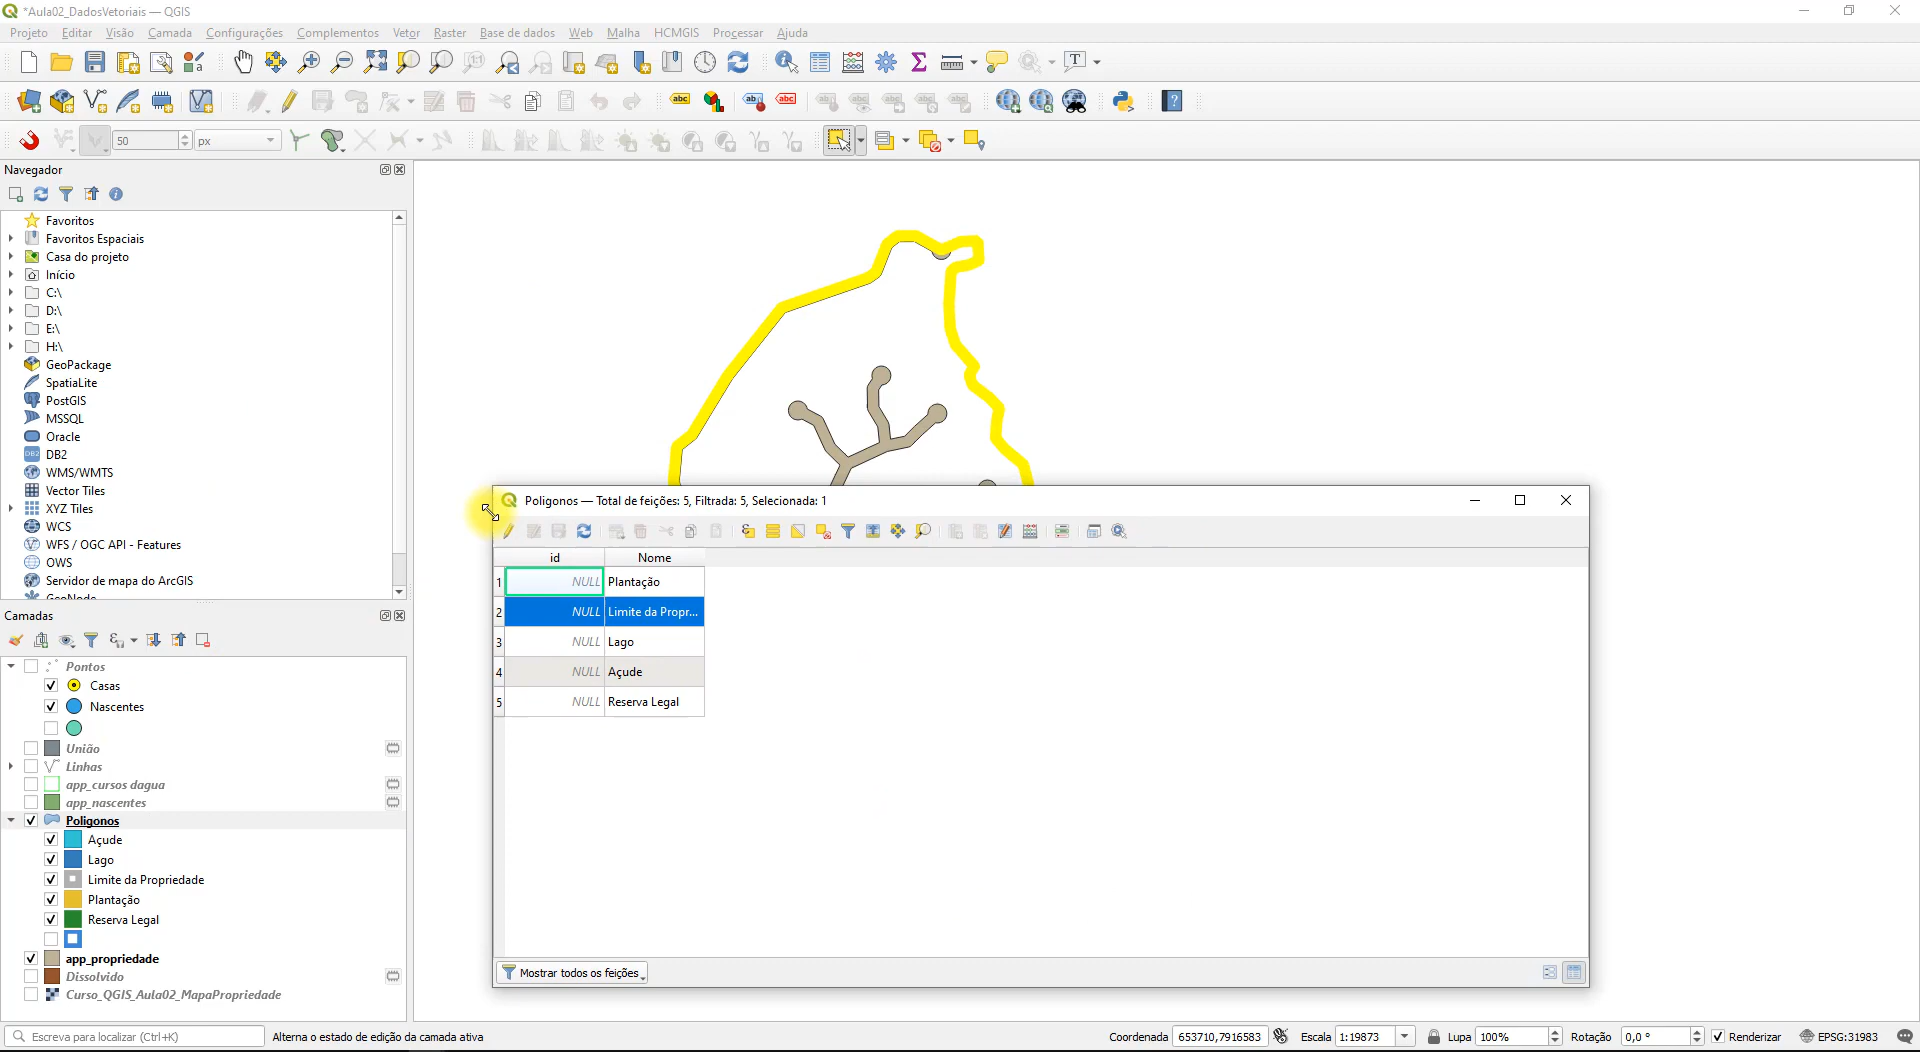 *Aula02_DadosVetoriais — QGIS
Projeto Editar Visão Camada Configurações Complementos Vetor Raster Base de dados Web Malha HCMGIS Processar Ajuda
50 px
Navegador
Favoritos
Favoritos Espaciais
Casa do projeto
Início
C:\
D:\
E:\
H:\
GeoPackage
SpatiaLite
PostGIS
MSSQL
Oracle
DB2
WMS/WMTS
Vector Tiles
XYZ Tiles
WCS
WFS / OGC API - Features
OWS
Servidor de mapa do ArcGIS
GeoNode
Camadas
Pontos
Casas
Nascentes
União
Linhas
app_cursos dagua
app_nascentes
Poligonos
Açude
Lago
Limite da Propriedade
Plantação
Reserva Legal
app_propriedade
Dissolvido
Curso_QGIS_Aula02_MapaPropriedade
Poligonos — Total de feições: 5, Filtrada: 5, Selecionada: 1
id Nome
1 NULL Plantação
2 NULL Limite da Propr...
3 NULL Lago
4 NULL Açude
5 NULL Reserva Legal
Mostrar todos os feições
Escreva para localizar (Ctrl+K) Alterna o estado de edição da camada ativa Coordenada 653710,7916583 Escala 1:19873 Lupa 100% Rotação 0,0 ° Renderizar EPSG:31983